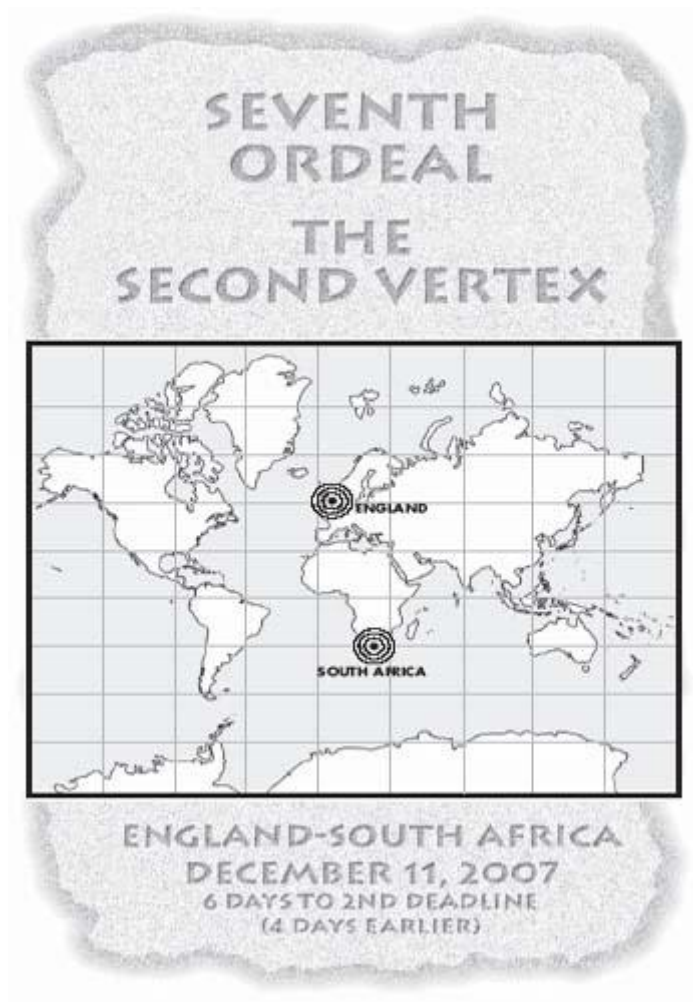 SEVENTH
ORDEAL
THE
SECOND VERTEX
ENGLAND
SOUTH AFRICA
ENGLAND-SOUTH AFRICA
DECEMBER 11, 2007
6 DAYS TO 2ND DEADLINE
(4 DAYS EARLIER)